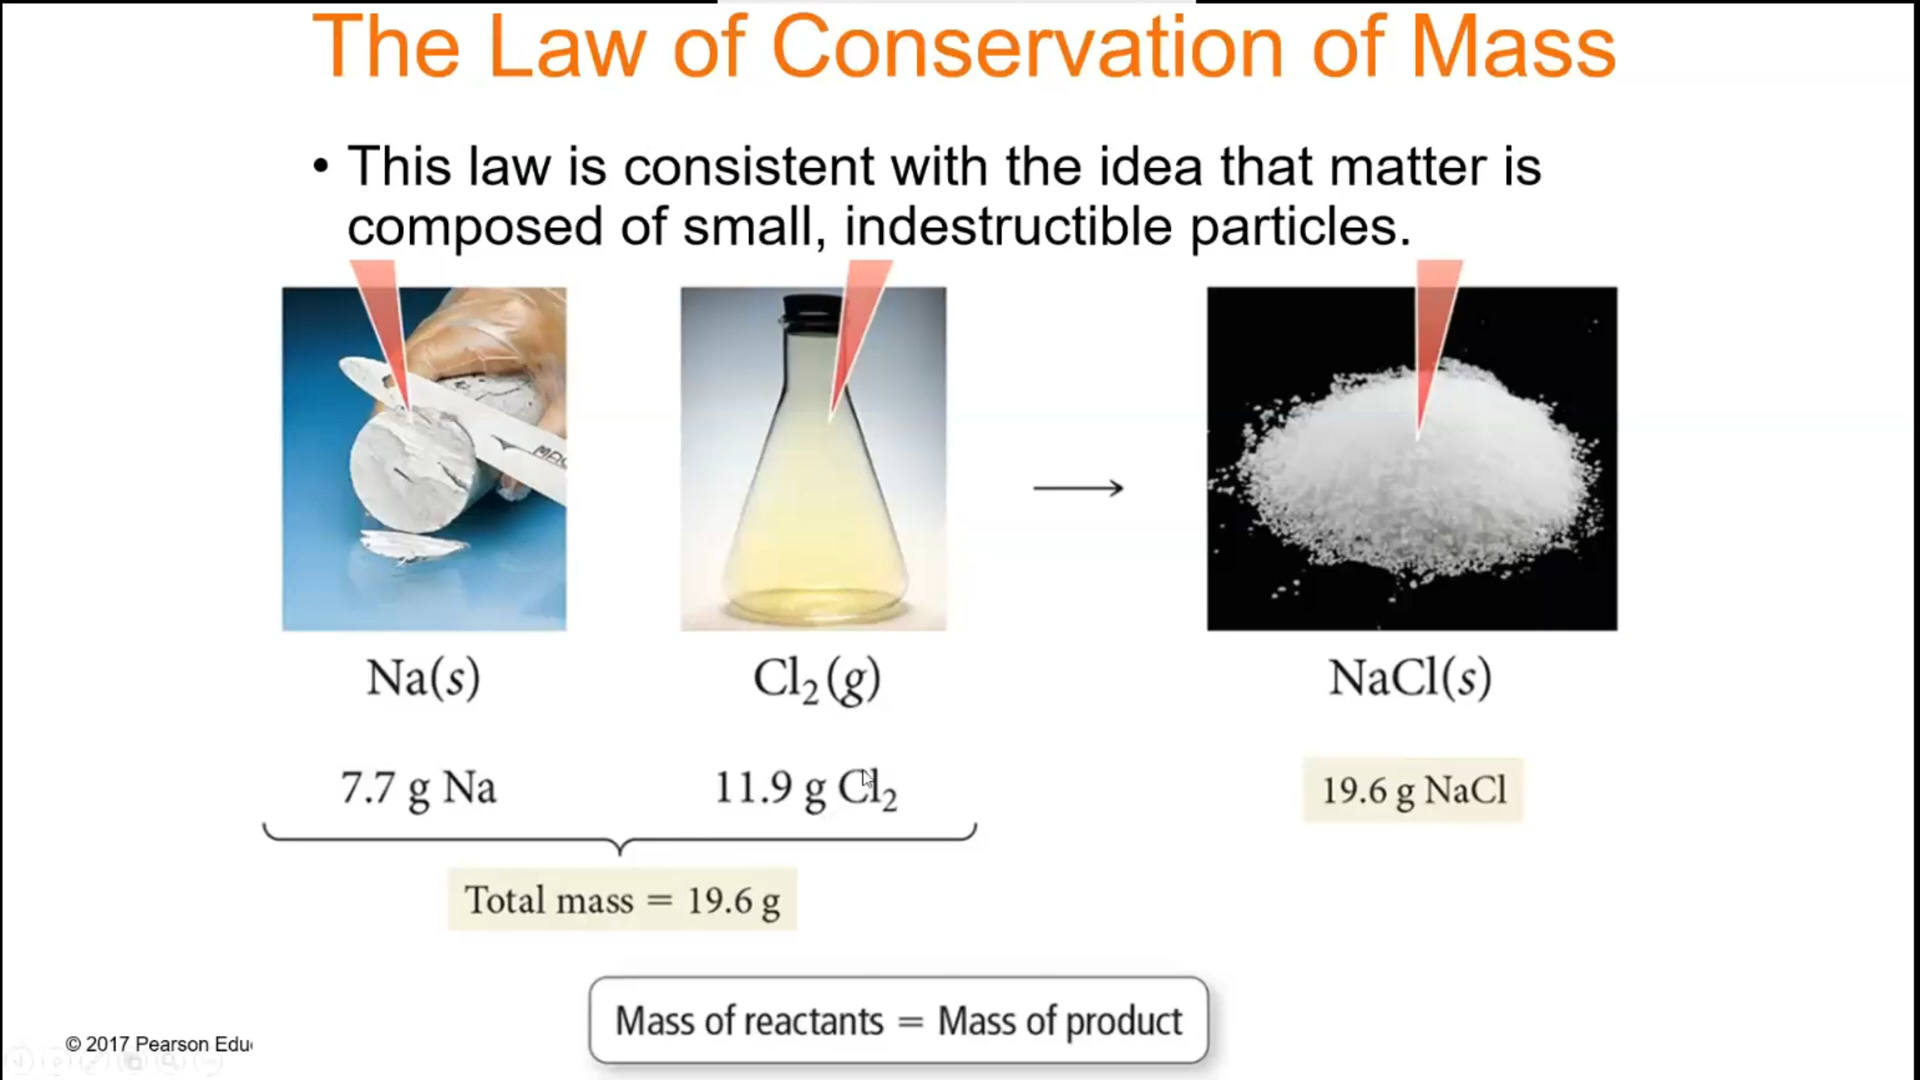 The Law of Conservation of Mass
• This law is consistent with the idea that matter is
composed of small, indestructible particles.
Na(s)
Cl₂(g)
NaCl(s)
7.7 g Na
11.9 g Cl₂
19.6 g NaCl
Total mass = 19.6 g
Mass of reactants = Mass of product
© 2017 Pearson Edu